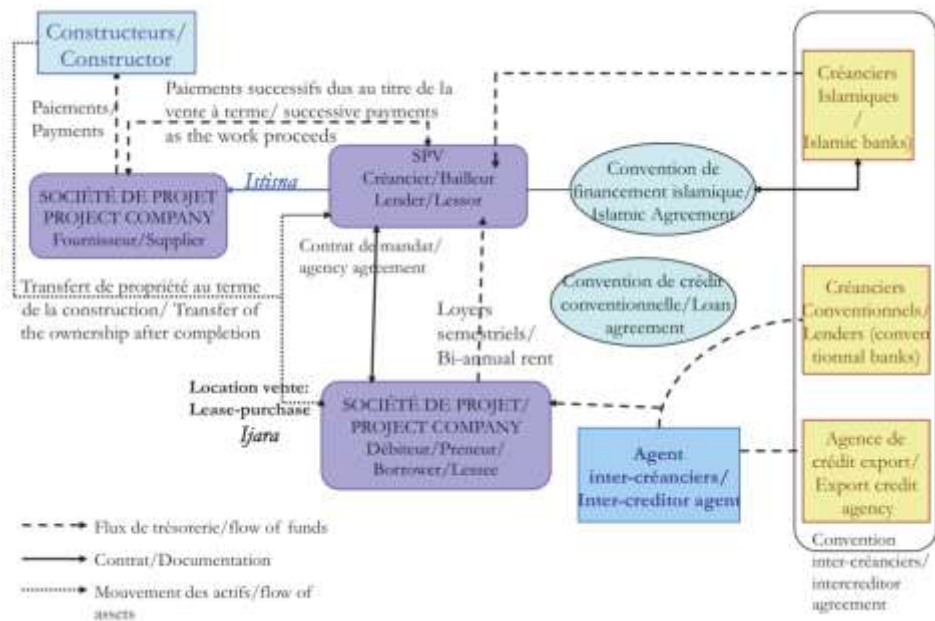 Constructeurs/
Constructor
Paiements/
Payments
Paiements successifs dus au titre de la
vente à terme/ successive payments
as the work proceeds
Créanciers
Islamiques
/
Islamic banks)
SOCIÉTÉ DE PROJET
PROJECT COMPANY
Fournisseur/Supplier
Istisna
SPV
Créancier/Bailleur
Lender/Lessor
Convention de
financement islamique/
Islamic Agreement
Contrat de mandat/
agency agreement
Transfert de propriété au terme
de la construction/ Transfer of
the ownership after completion
Loyers
semestriels/
Bi-annual rent
Convention de crédit
conventionnelle/Loan
agreement
Créanciers
Conventionnels/
Lenders (conven
tionnal banks)
Location vente:
Lease-purchase
Ijara
SOCIÉTÉ DE PROJET/
PROJECT COMPANY
Débiteur/Preneur/
Borrower/Lessee
Agent
inter-créanciers/
Inter-creditor agent
Agence de
crédit export/
Export credit
agency
Convention
inter-créanciers/
intercreditor
agreement
Flux de trésorerie/flow of funds
Contrat/Documentation
Mouvement des actifs/flow of
assets